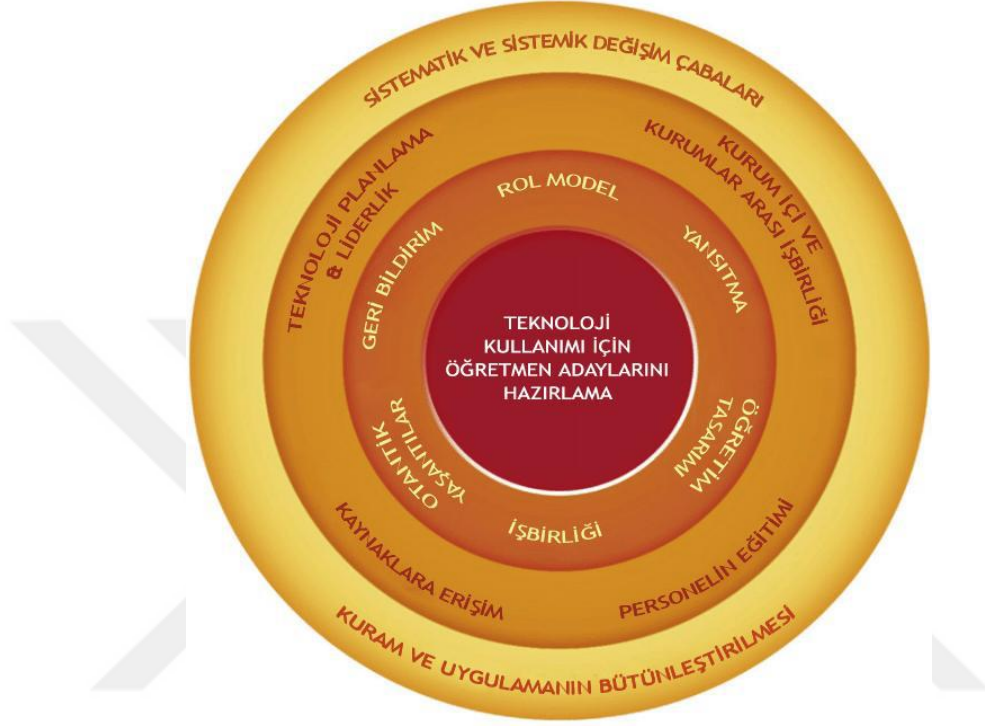 SİSTEMATİK VE SİSTEMİK DEĞİŞİM ÇABALARI
TEKNOLOJİ PLANLAMA
& LİDERLİK
KURUM İÇİ VE
KURUMLAR ARASI İŞBİRLİĞİ
ROL MODEL
GERİ BİLDİRİM
YANSITMA
TEKNOLOJİ
KULLANIMI İÇİN
ÖĞRETMEN ADAYLARINI
HAZIRLAMA
OTANTİK
YAŞANTILAR
ÖĞRETİM
TASARIMI
İŞBİRLİĞİ
KAYNAKLARA ERİŞİM
PERSONELİN EĞİTİMİ
KURAM VE UYGULAMANIN BÜTÜNLEŞTİRİLMESİ